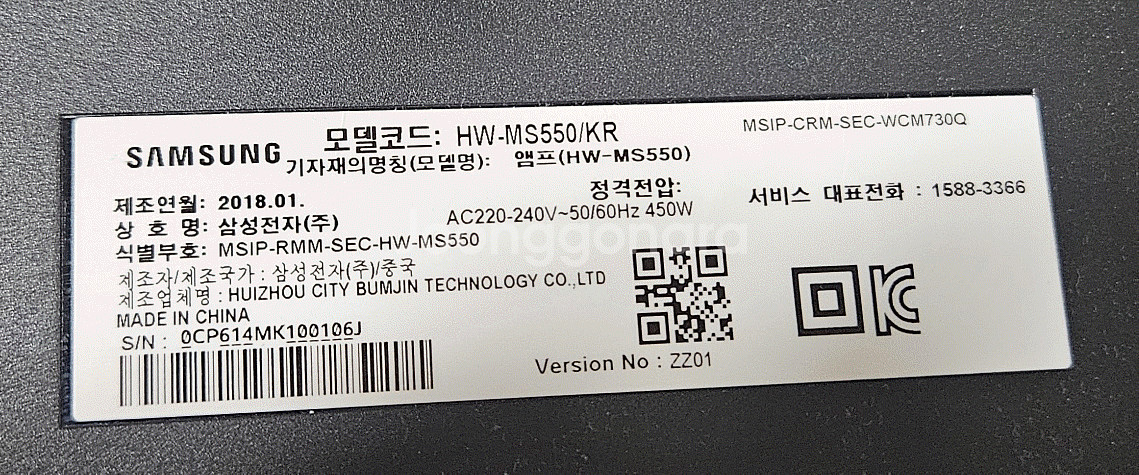 SAMSUNG
모델코드: HW-MS550/KR
기자재의명칭(모델명): 앰프(HW-MS550)
MSIP-CRM-SEC-WCM730Q
제조연월: 2018.01.
정격전압:
AC220-240V~50/60Hz 450W
서비스 대표전화 : 1588-3366
상 호 명: 삼성전자(주)
식별부호: MSIP-RMM-SEC-HW-MS550
제조자/제조국가 : 삼성전자(주)/중국
제조업체명 : HUIZHOU CITY BUMJIN TECHNOLOGY CO.,LTD
MADE IN CHINA
S/N : 0CP614MK100106J
Version No : ZZ01